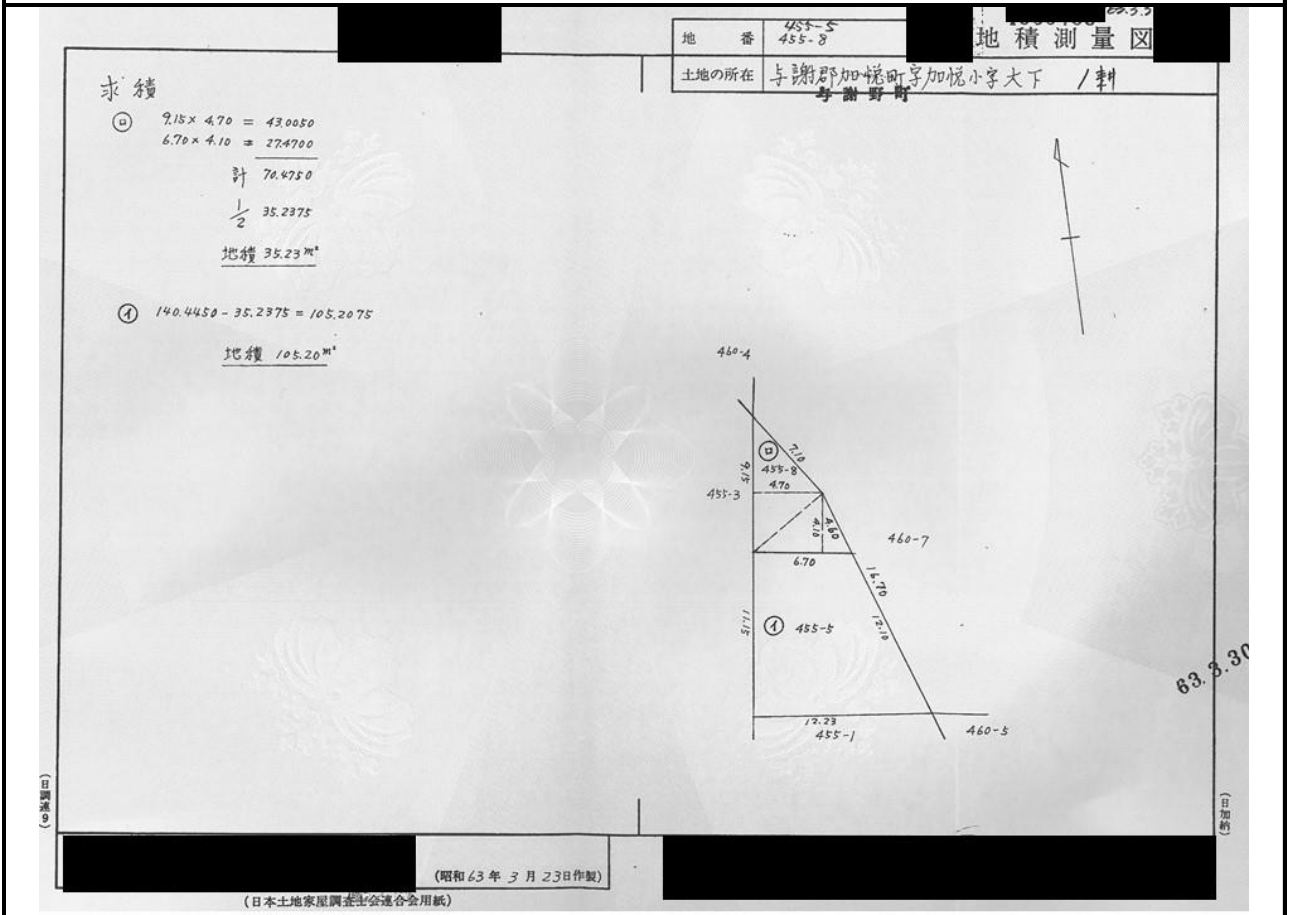 地番 455-5
455-8
地積測量図
土地の所在 与謝郡加悦町字加悦小字大下
与謝野町
求積
ロ 9.15 × 4.70 = 43.0050
6.70 × 4.10 = 27.4700
計 70.4750
1/2 35.2375
地積 35.23㎡
イ 140.4450 - 35.2375 = 105.2075
地積 105.20㎡
460-4
ロ
7.10
9.15
455-8
455-3
4.70
4.10
4.60
460-7
6.70
16.70
11.15
イ 455-5
12.10
12.23
455-1
460-5
63.3.30
(日調連9)
(日加納)
(昭和63年3月23日作製)
(日本土地家屋調査士会連合会用紙)